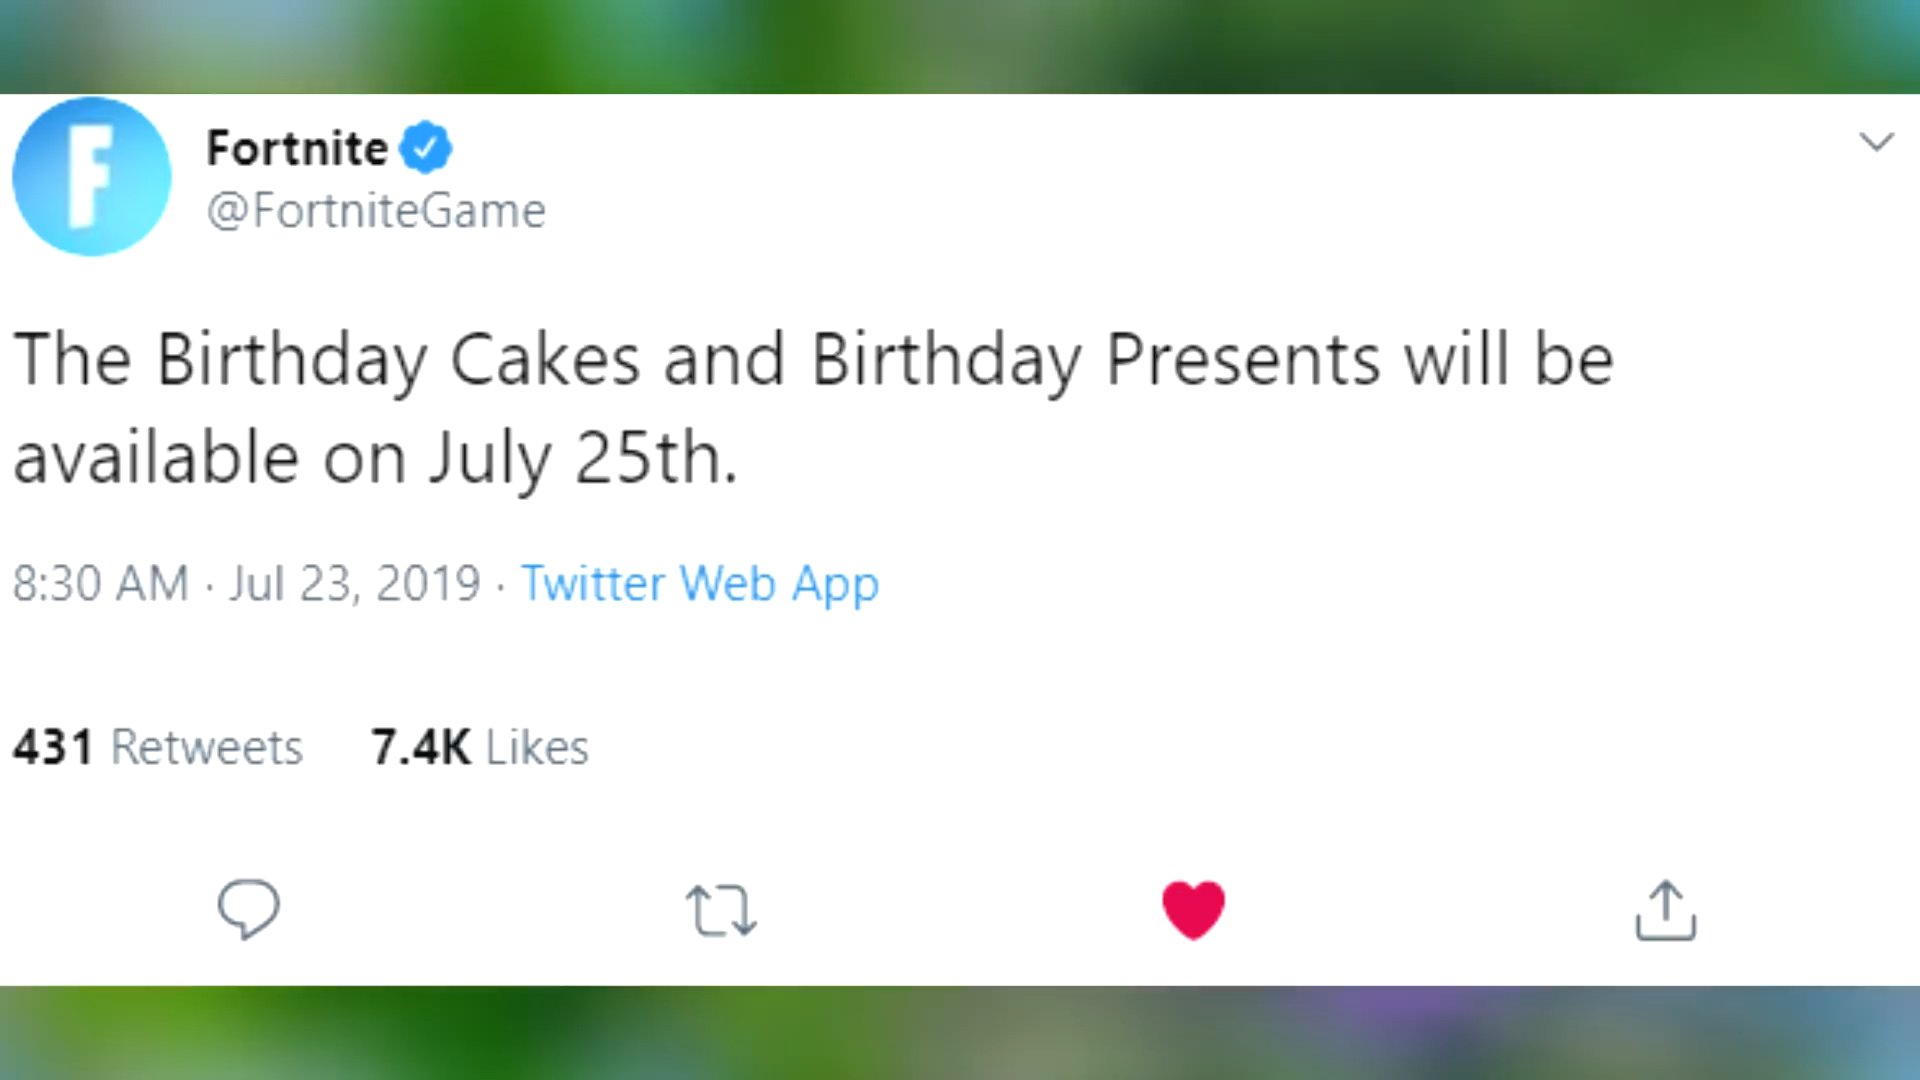 F
Fortnite
@FortniteGame
The Birthday Cakes and Birthday Presents will be
available on July 25th.
8:30 AM · Jul 23, 2019 · Twitter Web App
431 Retweets 7.4K Likes